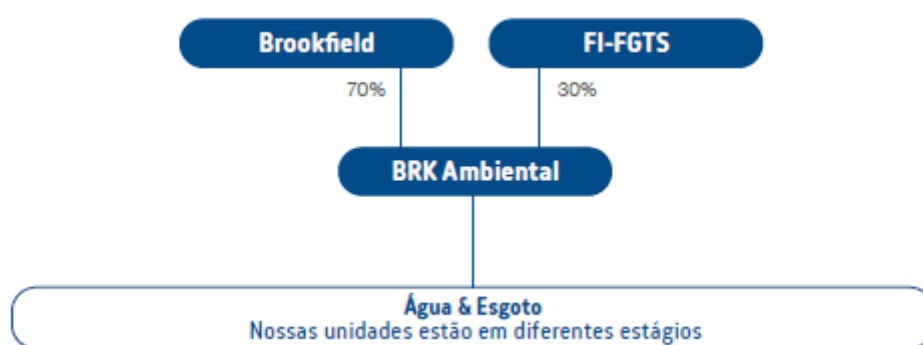 Brookfield
FI-FGTS
70%
30%
BRK Ambiental
Água & Esgoto
Nossas unidades estão em diferentes estágios